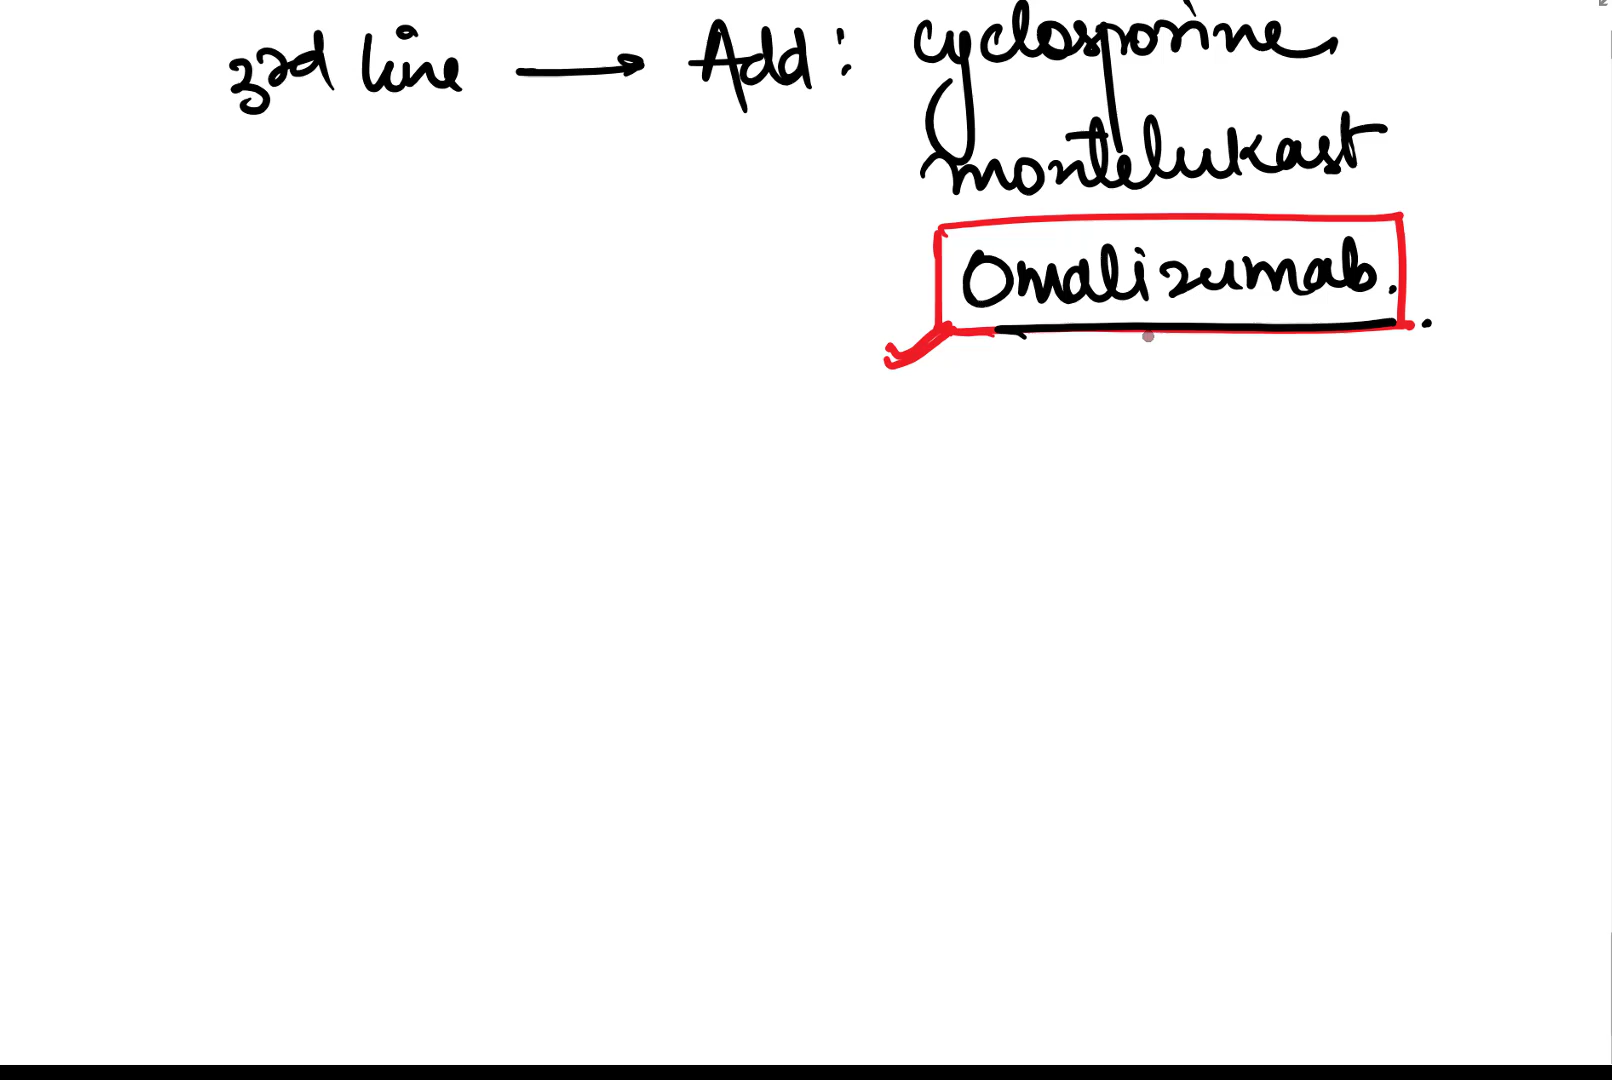 3rd line → Add : cyclosporine
montelukast
Omalizumab.